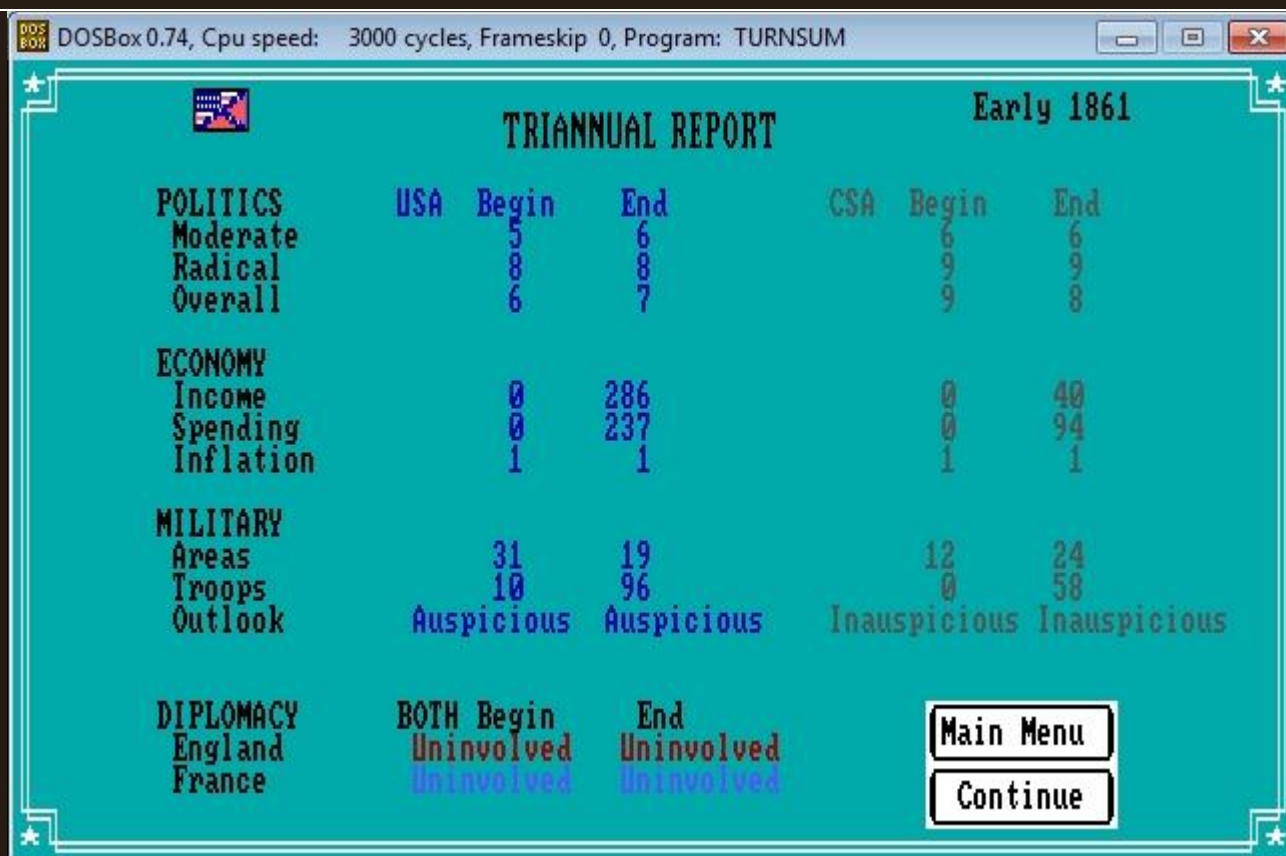 DOSBox 0.74, Cpu speed: 3000 cycles, Frameskip 0, Program: TURNSUM
Early 1861
TRIANNUAL REPORT
POLITICS USA Begin End CSA Begin End
Moderate 5 6 6 6
Radical 8 8 9 9
Overall 6 7 9 8
ECONOMY
Income 0 286 0 40
Spending 0 237 0 94
Inflation 1 1 1 1
MILITARY
Areas 31 19 12 24
Troops 10 96 0 58
Outlook Auspicious Auspicious Inauspicious Inauspicious
DIPLOMACY BOTH Begin End
England Uninvolved Uninvolved
France Uninvolved Uninvolved
Main Menu
Continue